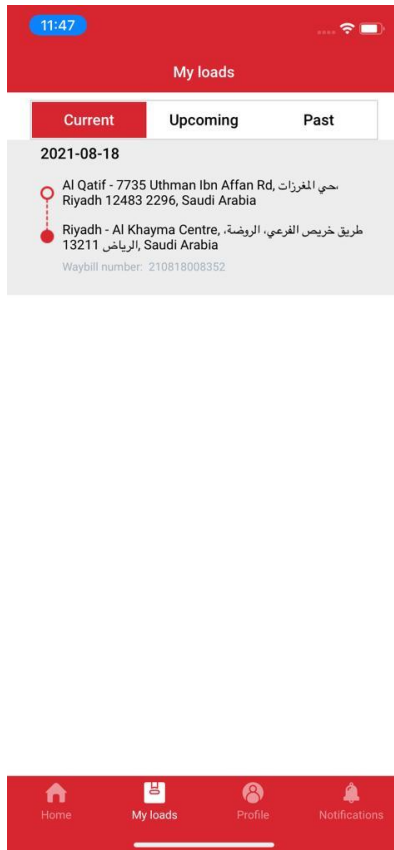 11:47
My loads
Current Upcoming Past
2021-08-18
Al Qatif - 7735 Uthman Ibn Affan Rd, حي المغرزات،
Riyadh 12483 2296, Saudi Arabia
Riyadh - Al Khayma Centre, طريق خريص الفرعي، الروضة،
الرياض 13211, Saudi Arabia
Waybill number: 210818008352
Home My loads Profile Notifications